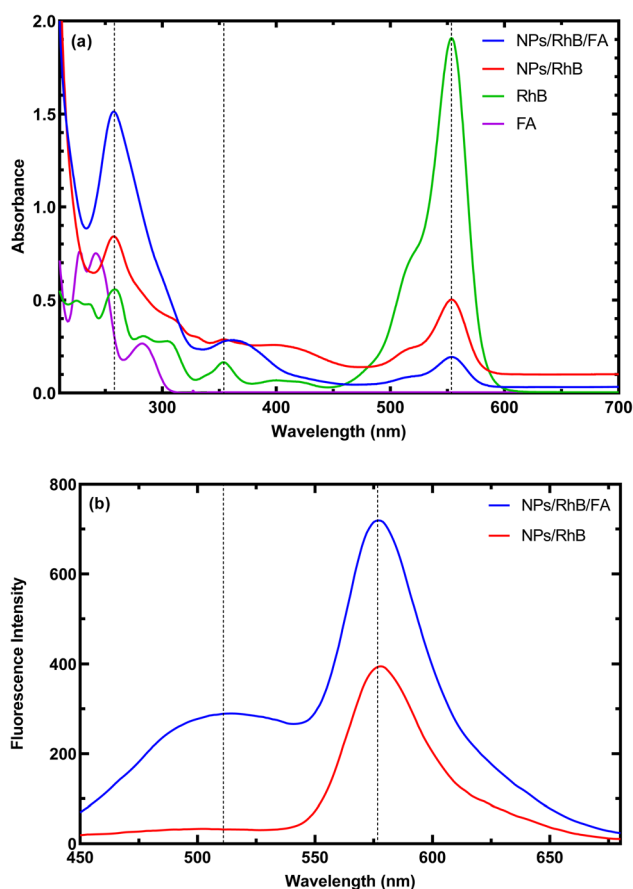 (a)
NPs/RhB/FA
NPs/RhB
RhB
FA
Absorbance
2.0
1.5
1.0
0.5
0.0
300 400 500 600 700
Wavelength (nm)
(b)
NPs/RhB/FA
NPs/RhB
Fluorescence Intensity
800
600
400
200
0
450 500 550 600 650
Wavelength (nm)